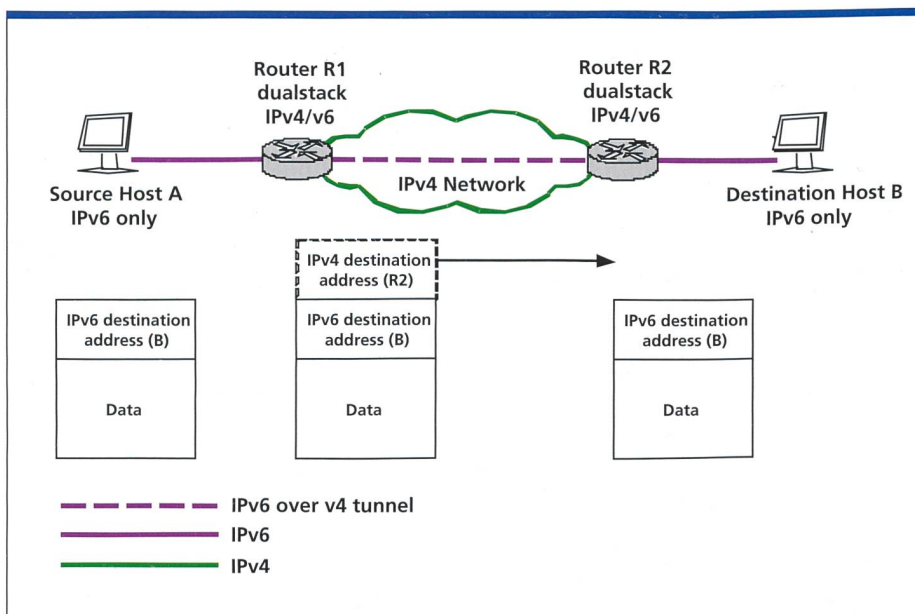 Router R1
dualstack
IPv4/v6
Router R2
dualstack
IPv4/v6
Source Host A
IPv6 only
IPv4 Network
Destination Host B
IPv6 only
IPv4 destination
address (R2)
IPv6 destination
address (B)
Data
IPv6 destination
address (B)
Data
IPv6 destination
address (B)
Data
IPv6 over v4 tunnel
IPv6
IPv4